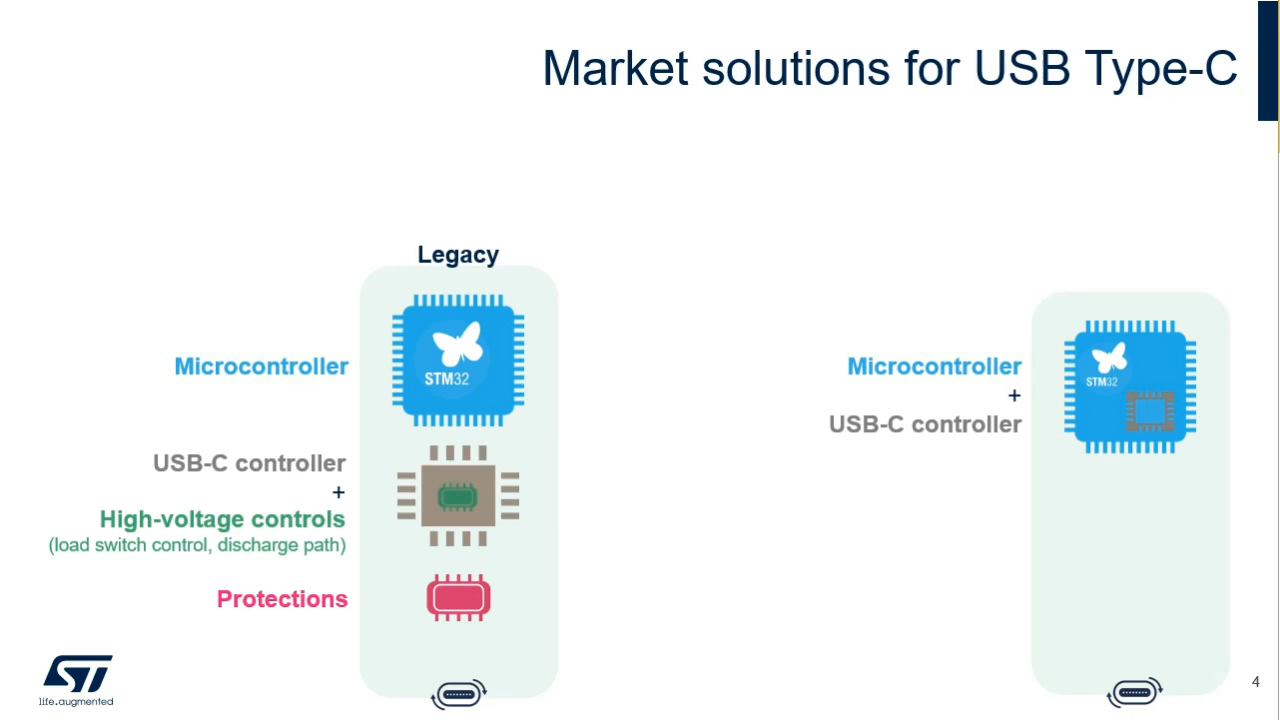 Market solutions for USB Type-C
Legacy
Microcontroller
STM32
USB-C controller
+
High-voltage controls
(load switch control, discharge path)
Protections
Microcontroller
+
USB-C controller
STM32
ST
life.augmented
4